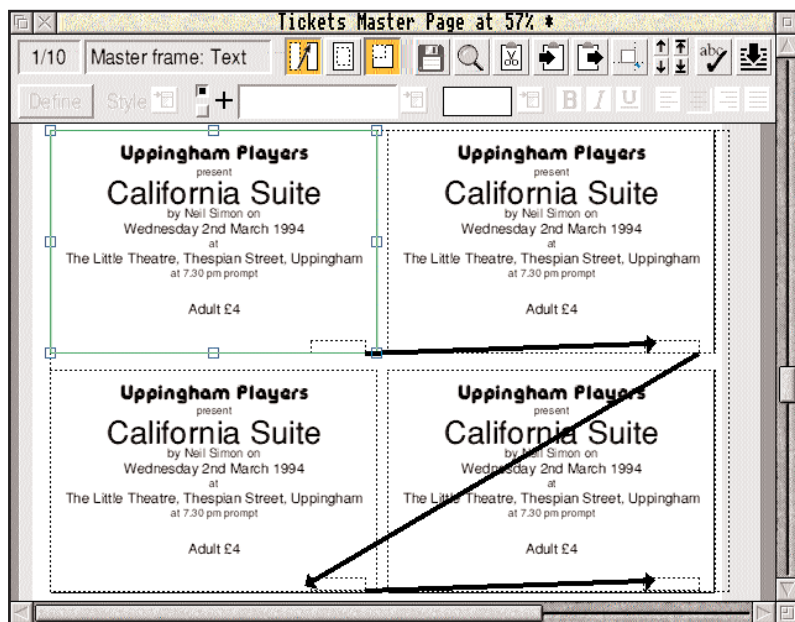 Tickets Master Page at 57% *
1/10 Master frame: Text abc
Define Style B I U
Uppingham Players
present
California Suite
by Neil Simon on
Wednesday 2nd March 1994
at
The Little Theatre, Thespian Street, Uppingham
at 7.30 pm prompt
Adult £4
Uppingham Players
present
California Suite
by Neil Simon on
Wednesday 2nd March 1994
at
The Little Theatre, Thespian Street, Uppingham
at 7.30 pm prompt
Adult £4
Uppingham Players
present
California Suite
by Neil Simon on
Wednesday 2nd March 1994
at
The Little Theatre, Thespian Street, Uppingham
at 7.30 pm prompt
Adult £4
Uppingham Players
present
California Suite
by Neil Simon on
Wednesday 2nd March 1994
at
The Little Theatre, Thespian Street, Uppingham
at 7.30 pm prompt
Adult £4